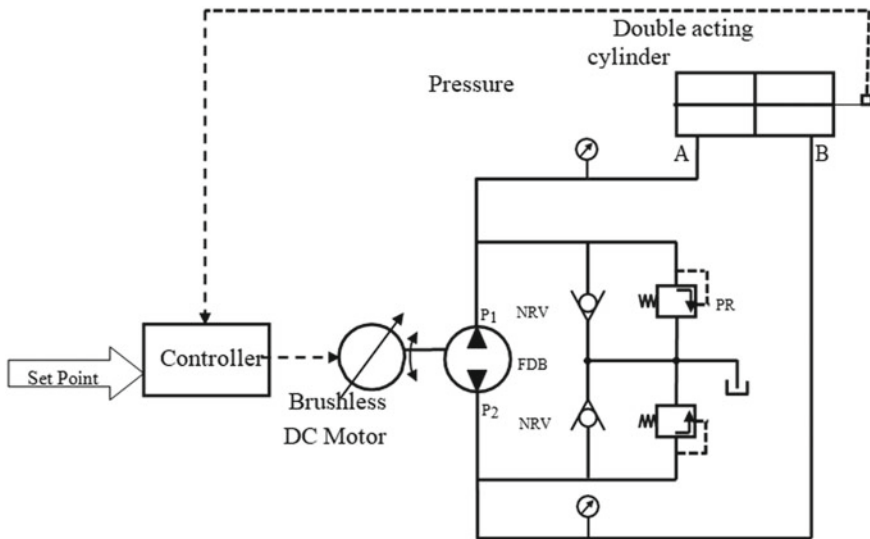 Double acting
cylinder
Pressure
A
B
P1
NRV
PR
Controller
Set Point
FDB
Brushless
DC Motor
P2
NRV